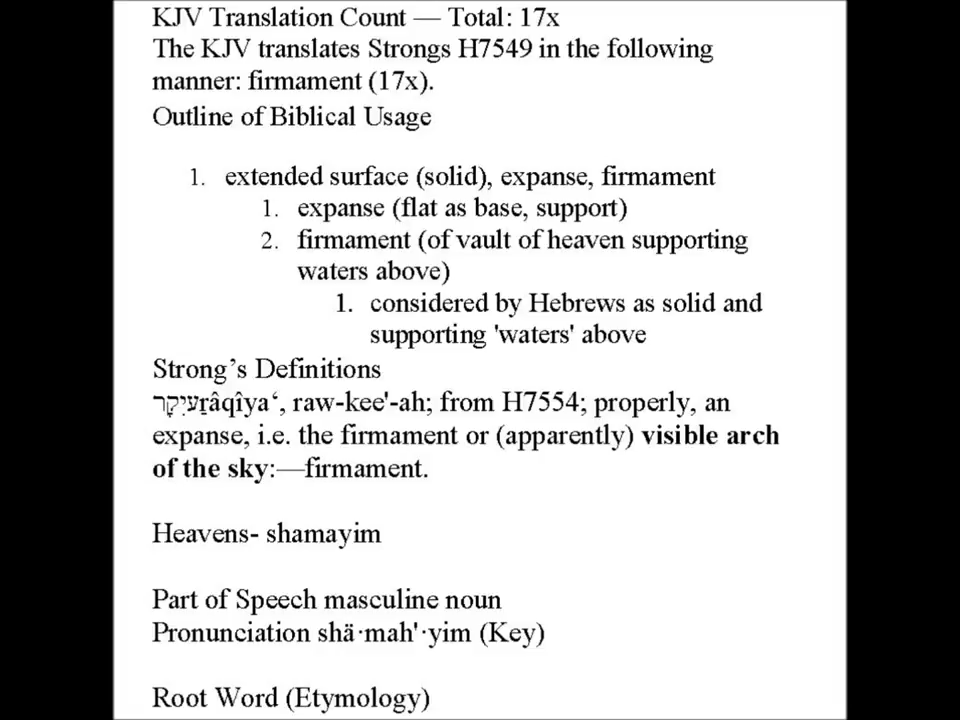 KJV Translation Count — Total: 17x
The KJV translates Strongs H7549 in the following
manner: firmament (17x).
Outline of Biblical Usage
1. extended surface (solid), expanse, firmament
1. expanse (flat as base, support)
2. firmament (of vault of heaven supporting
waters above)
1. considered by Hebrews as solid and
supporting 'waters' above
Strong’s Definitions
רָקִיעַrâqîyaʻ, raw-kee'-ah; from H7554; properly, an
expanse, i.e. the firmament or (apparently) visible arch
of the sky:—firmament.
Heavens- shamayim
Part of Speech masculine noun
Pronunciation shä·mah'·yim (Key)
Root Word (Etymology)